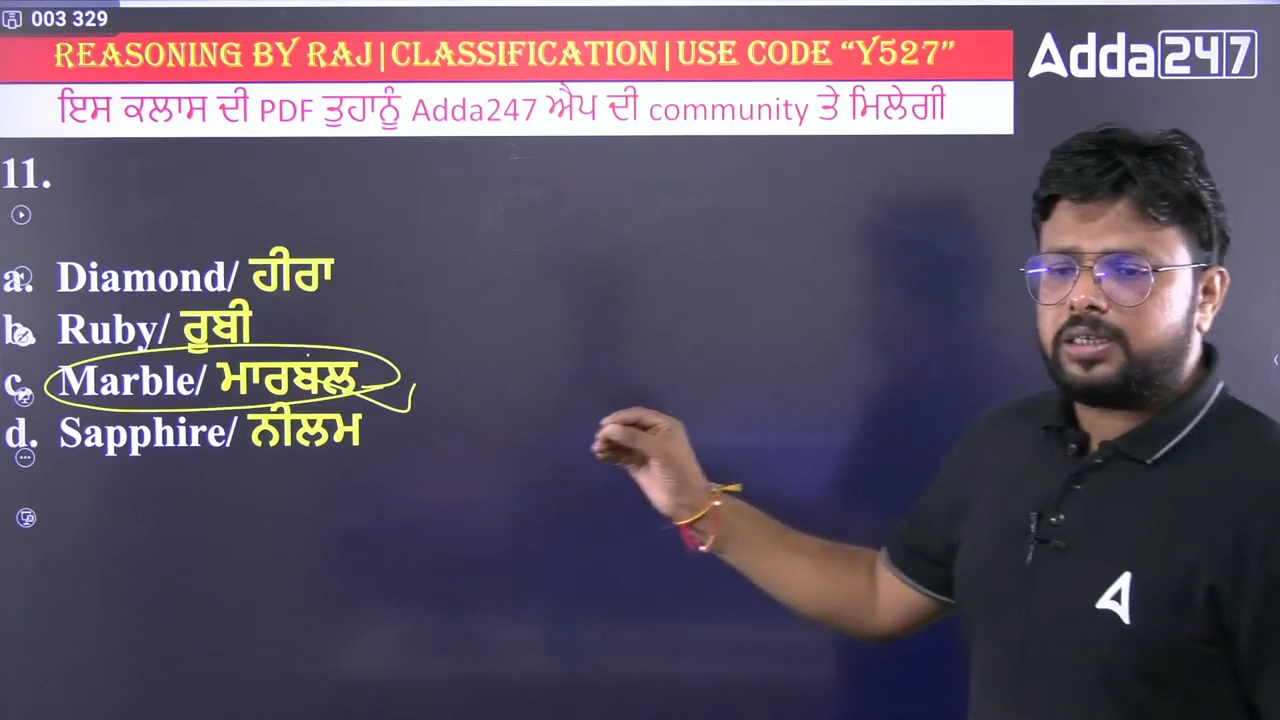 003 329
REASONING BY RAJ|CLASSIFICATION|USE CODE “Y527”
Adda247
ਇਸ ਕਲਾਸ ਦੀ PDF ਤੁਹਾਨੂੰ Adda247 ਐਪ ਦੀ community ਤੇ ਮਿਲੇਗੀ
11.
a. Diamond/ ਹੀਰਾ
b. Ruby/ ਰੂਬੀ
c. Marble/ ਮਾਰਬਲ
d. Sapphire/ ਨੀਲਮ